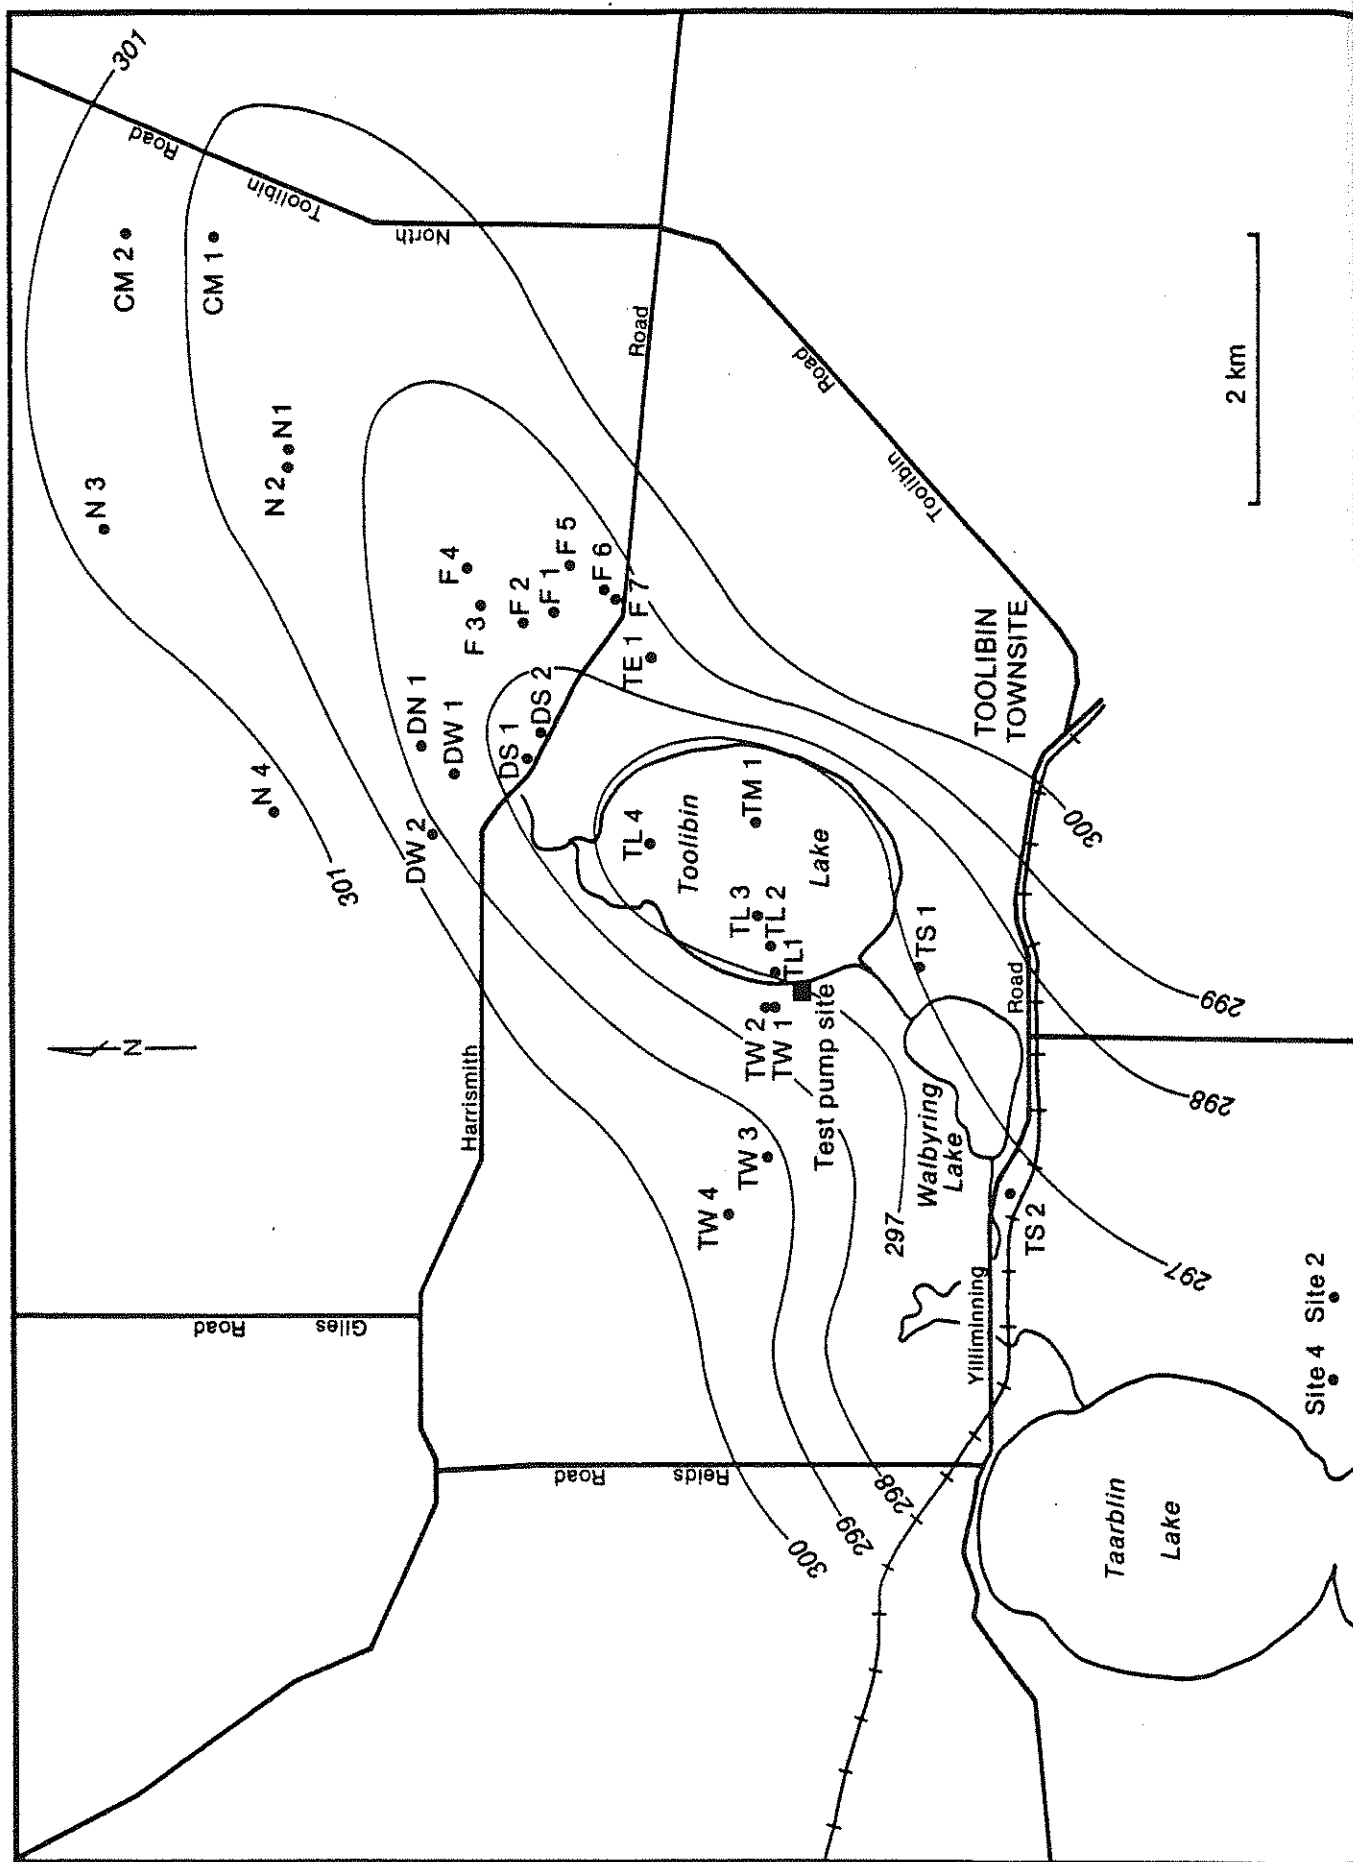 301
Road
Toolibin
North
CM 2
CM 1
N 3
N 2
N 1
N 4
301
Road
Road
Toolibin
2 km
F 4
F 3
F 2
F 1
F 5
F 6
F 7
TE 1
DN 1
DW 1
DS 1
DS 2
DW 2
TOOLIBIN
TOWNSITE
TL 4
Toolibin
Lake
TM 1
TL 3
TL 2
TL 1
TS 1
300
299
298
297
N
Harrismith
TW 2
TW 1
Test pump site
TW 3
TW 4
Walbyring
Lake
297
Road
TS 2
Yilliminning
Giles
Road
Reids
Road
298
299
300
Site 4
Site 2
Taarblin
Lake